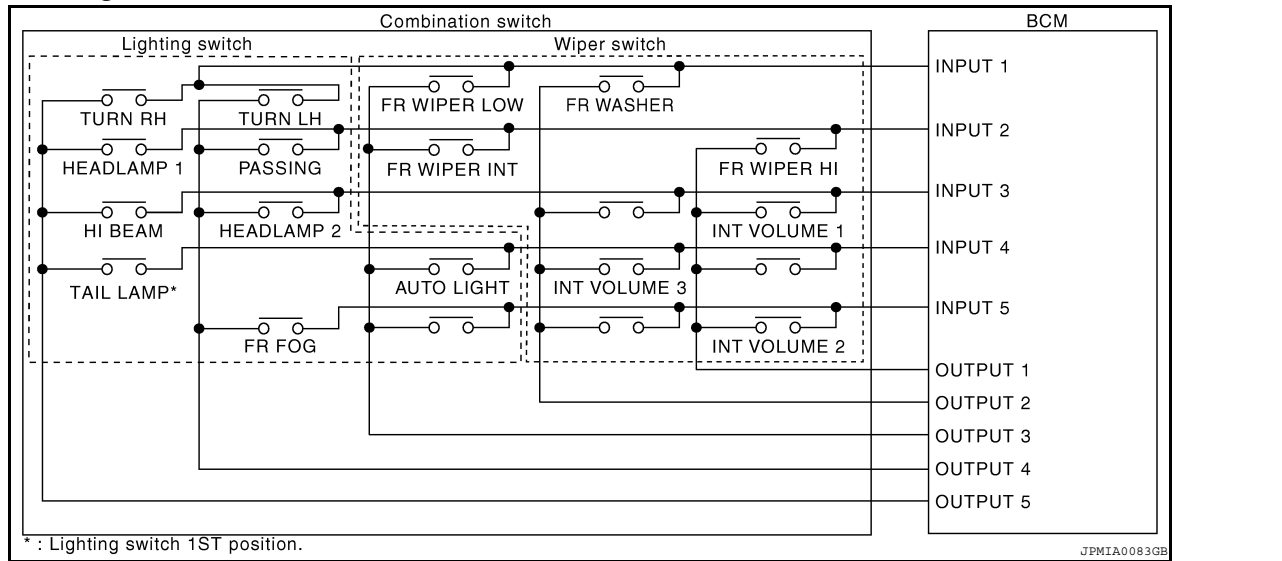 Combination switch
BCM
Lighting switch
Wiper switch
INPUT 1
FR WIPER LOW
FR WASHER
TURN RH
TURN LH
INPUT 2
HEADLAMP 1
PASSING
FR WIPER INT
FR WIPER HI
INPUT 3
HI BEAM
HEADLAMP 2
INT VOLUME 1
INPUT 4
TAIL LAMP*
AUTO LIGHT
INT VOLUME 3
INPUT 5
FR FOG
INT VOLUME 2
OUTPUT 1
OUTPUT 2
OUTPUT 3
OUTPUT 4
OUTPUT 5
* : Lighting switch 1ST position.
JPMIA0083GB